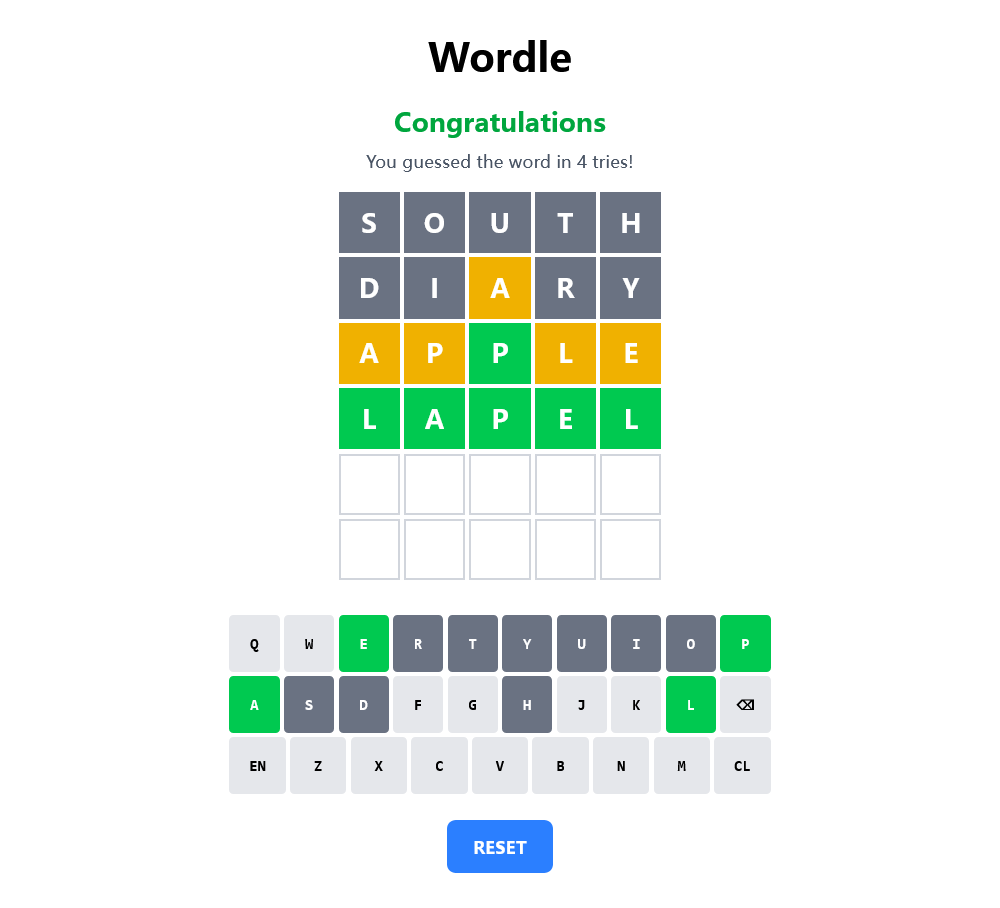 Wordle
Congratulations
You guessed the word in 4 tries!
S O U T H
D I A R Y
A P P L E
L A P E L
Q W E R T Y U I O P
A S D F G H J K L ⌫
EN Z X C V B N M CL
RESET